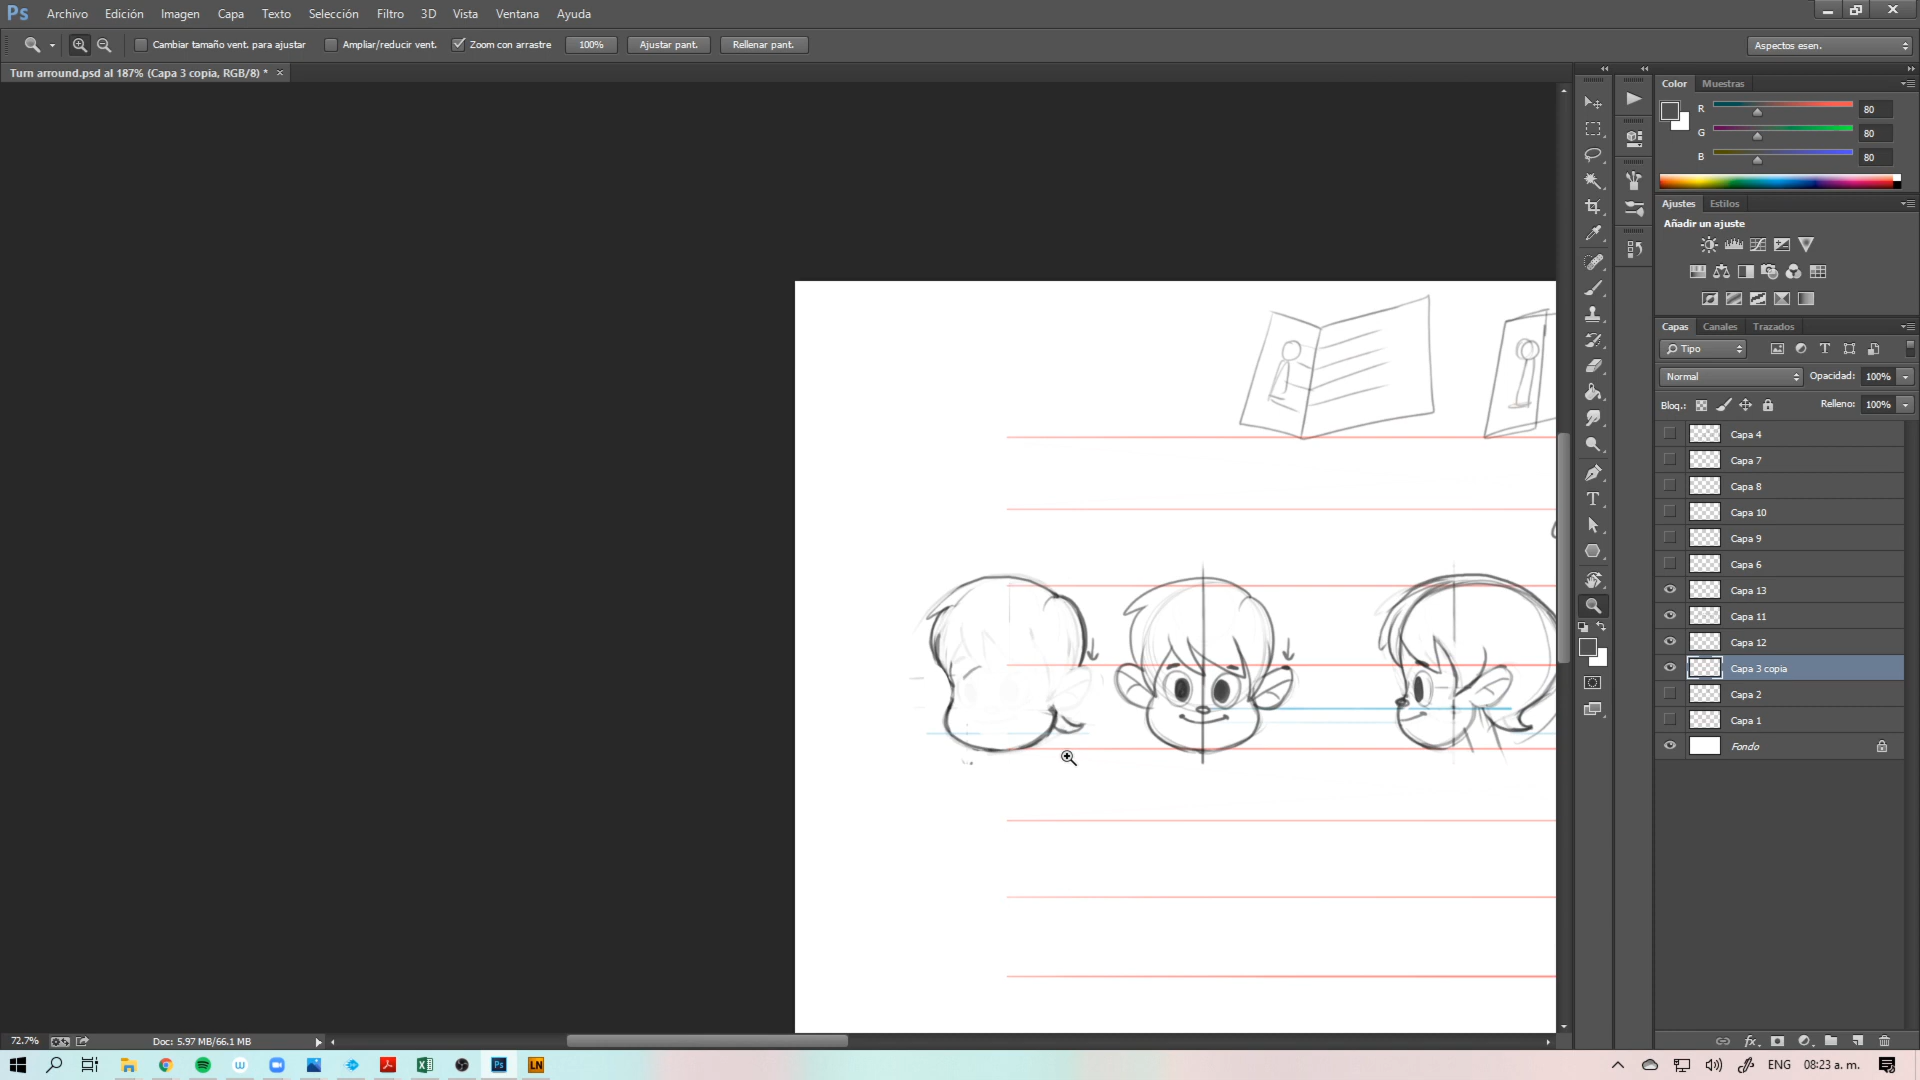 Ps Archivo Edición Imagen Capa Texto Selección Filtro 3D Vista Ventana Ayuda
Cambiar tamaño vent. para ajustar Ampliar/reducir vent. Zoom con arrastre 100% Ajustar pant. Rellenar pant. Aspectos esen.
Turn arround.psd al 187% (Capa 3 copia, RGB/8) * ×
Color Muestras
R 80
G 80
B 80
Ajustes Estilos
Añadir un ajuste
Capas Canales Trazados
Tipo
Normal Opacidad: 100%
Bloq.: Relleno: 100%
Capa 4
Capa 7
Capa 8
Capa 10
Capa 9
Capa 6
Capa 13
Capa 11
Capa 12
Capa 3 copia
Capa 2
Capa 1
Fondo
72.7% Doc: 5.97 MB/66.1 MB
fx
Ps LN ENG 08:23 a. m.